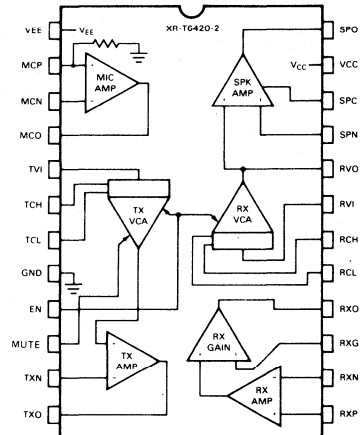 XR-T6420-2
VEE
VEE
MCP
MCN
MCO
TVI
TCH
TCL
GND
EN
MUTE
TXN
TXO
MIC
AMP
TX
VCA
TX
AMP
SPK
AMP
RX
VCA
RX
GAIN
RX
AMP
SPO
VCC
VCC
SPC
SPN
RVO
RVI
RCH
RCL
RXO
RXG
RXN
RXP